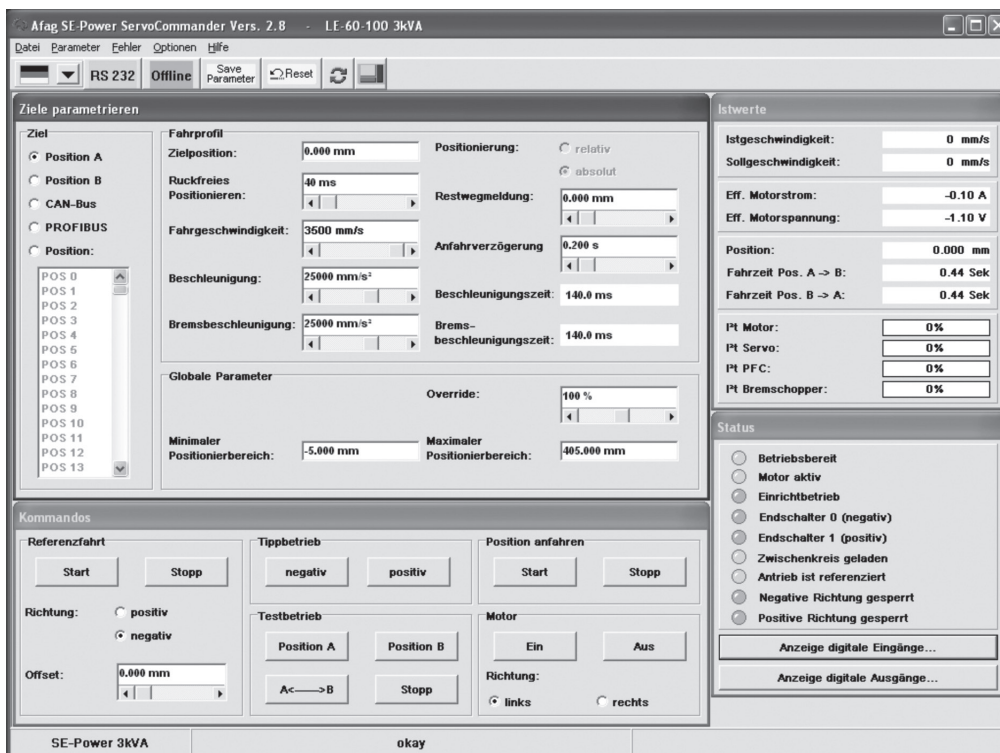 Afag SE-Power ServoCommander Vers. 2.8 - LE-60-100 3kVA
Datei Parameter Fehler Optionen Hilfe
RS 232 Offline Save Parameter Reset
Ziele parametrieren
Ziel
Position A
Position B
CAN-Bus
PROFIBUS
Position:
POS 0
POS 1
POS 2
POS 3
POS 4
POS 5
POS 6
POS 7
POS 8
POS 9
POS 10
POS 11
POS 12
POS 13
Fahrprofil
Zielposition: 0.000 mm
Ruckfreies Positionieren: 40 ms
Fahrgeschwindigkeit: 3500 mm/s
Beschleunigung: 25000 mm/s²
Bremsbeschleunigung: 25000 mm/s²
Positionierung: relativ
absolut
Restwegmeldung: 0.000 mm
Anfahrverzögerung 0.200 s
Beschleunigungszeit: 140.0 ms
Brems-
beschleunigungszeit: 140.0 ms
Globale Parameter
Override: 100 %
Minimaler
Positionierbereich: -5.000 mm
Maximaler
Positionierbereich: 405.000 mm
Kommandos
Referenzfahrt
Start Stopp
Richtung: positiv
negativ
Offset: 0.000 mm
Tippbetrieb
negativ positiv
Testbetrieb
Position A Position B
A<---->B Stopp
Position anfahren
Start Stopp
Motor
Ein Aus
Richtung:
links rechts
Istwerte
Istgeschwindigkeit: 0 mm/s
Sollgeschwindigkeit: 0 mm/s
Eff. Motorstrom: -0.10 A
Eff. Motorspannung: -1.10 V
Position: 0.000 mm
Fahrzeit Pos. A -> B: 0.44 Sek
Fahrzeit Pos. B -> A: 0.44 Sek
I²t Motor: 0%
I²t Servo: 0%
I²t PFC: 0%
I²t Bremschopper: 0%
Status
Betriebsbereit
Motor aktiv
Einrichtbetrieb
Endschalter 0 (negativ)
Endschalter 1 (positiv)
Zwischenkreis geladen
Antrieb ist referenziert
Negative Richtung gesperrt
Positive Richtung gesperrt
Anzeige digitale Eingänge...
Anzeige digitale Ausgänge...
SE-Power 3kVA okay